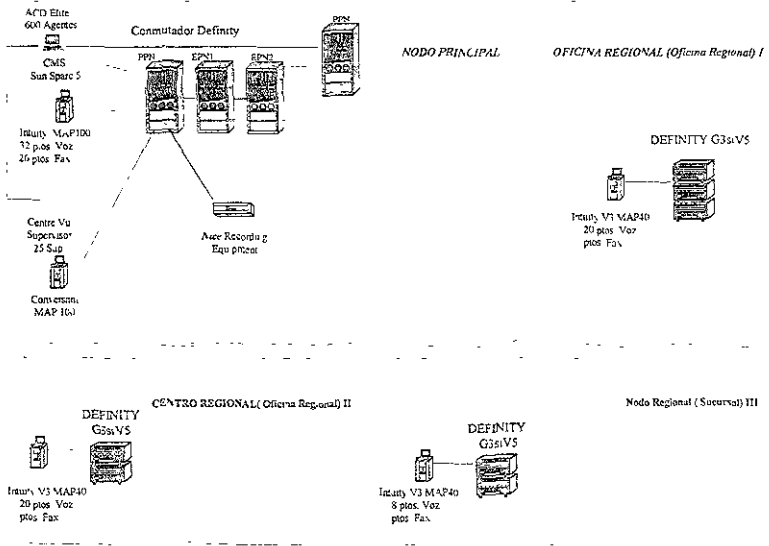 ACD Elite
600 Agentes
Conmutador Definity
PPN
CMS
Sun Sparc 5
PPN
EPN1
EPN2
NODO PRINCIPAL
OFICINA REGIONAL (Oficina Regional) I
Intuity MAP100
32 ptos. Voz
26 ptos Fax
DEFINITY G3siV5
Intuity V3 MAP40
20 ptos Voz
ptos Fax
Centre Vu
Supervisor
25 Sup
Recording
Equipment
Conversant
MAP 100
CENTRO REGIONAL( Oficina Regional) II
Nodo Regional ( Sucursal) III
DEFINITY
G3siV5
DEFINITY
G3siV5
Intuity V3 MAP40
20 ptos Voz
ptos Fax
Intuity V3 MAP40
8 ptos. Voz
ptos Fax